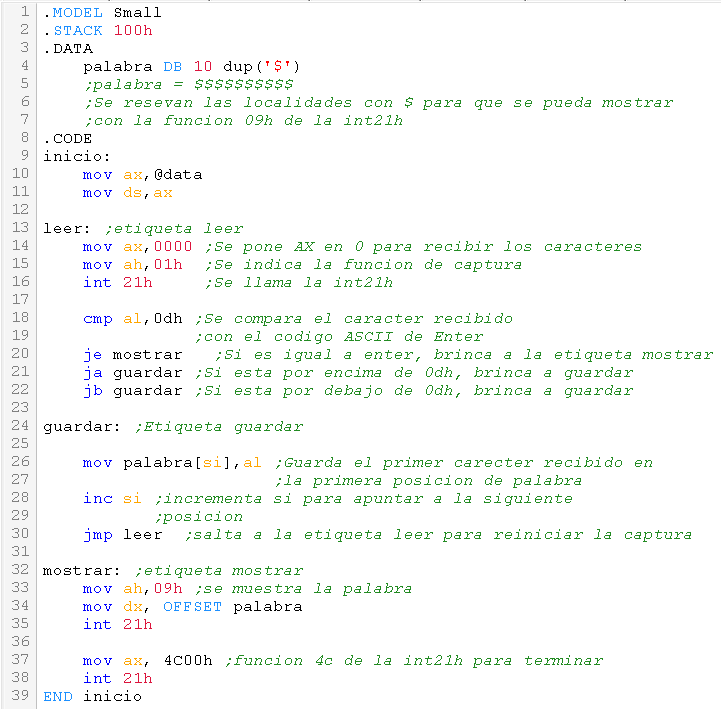 1 .MODEL Small
2 .STACK 100h
3 .DATA
4 palabra DB 10 dup('$')
5 ;palabra = $$$$$$$$$$
6 ;Se resevan las localidades con $ para que se pueda mostrar
7 ;con la funcion 09h de la int21h
8 .CODE
9 inicio:
10 mov ax,@data
11 mov ds,ax
12
13 leer: ;etiqueta leer
14 mov ax,0000 ;Se pone AX en 0 para recibir los caracteres
15 mov ah,01h ;Se indica la funcion de captura
16 int 21h ;Se llama la int21h
17
18 cmp al,0dh ;Se compara el caracter recibido
19 ;con el codigo ASCII de Enter
20 je mostrar ;Si es igual a enter, brinca a la etiqueta mostrar
21 ja guardar ;Si esta por encima de 0dh, brinca a guardar
22 jb guardar ;Si esta por debajo de 0dh, brinca a guardar
23
24 guardar: ;Etiqueta guardar
25
26 mov palabra[si],al ;Guarda el primer carecter recibido en
27 ;la primera posicion de palabra
28 inc si ;incrementa si para apuntar a la siguiente
29 ;posicion
30 jmp leer ;salta a la etiqueta leer para reiniciar la captura
31
32 mostrar: ;etiqueta mostrar
33 mov ah,09h ;se muestra la palabra
34 mov dx, OFFSET palabra
35 int 21h
36
37 mov ax, 4C00h ;funcion 4c de la int21h para terminar
38 int 21h
39 END inicio